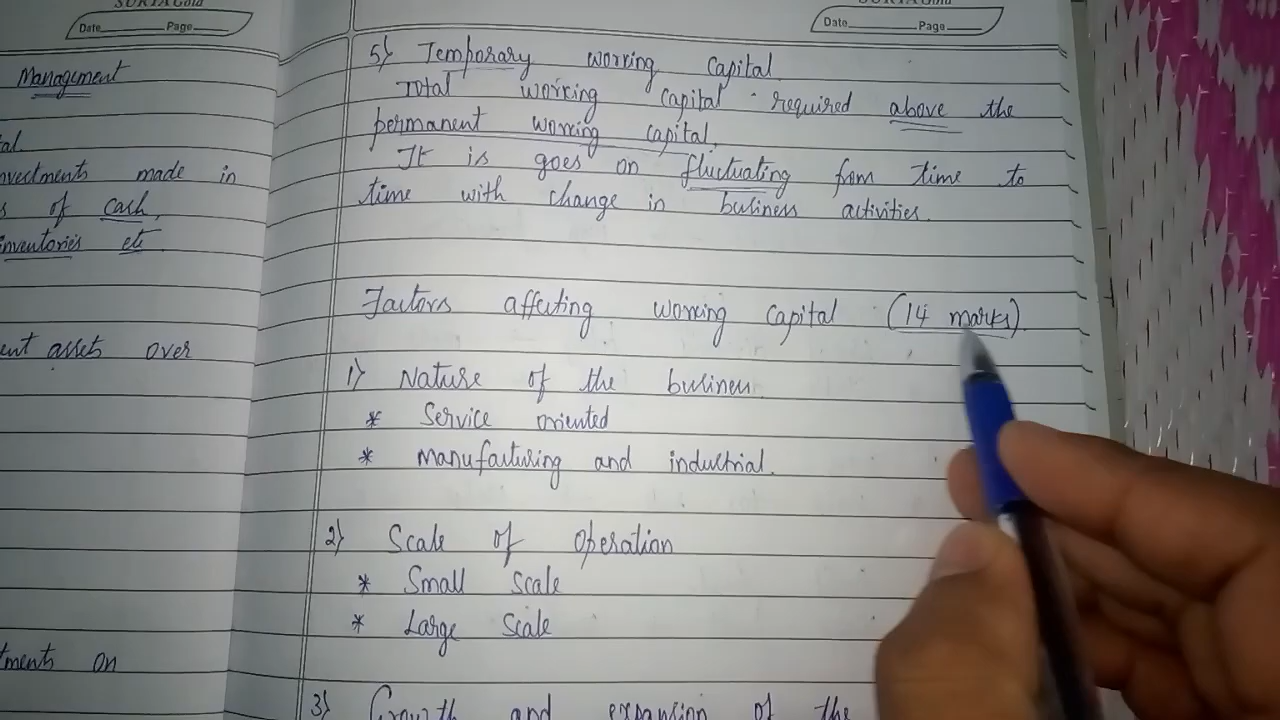 Date Page
Management
al
nvestments made in
s of cash,
inventories etc
ent assets over
tments on
Date Page
5) Temporary working capital
Total working capital required above the
permanent working capital.
It is goes on fluctuating from time to
time with change in business activities.
Factors affecting working capital (14 marks)
1) Nature of the business
* Service oriented
* Manufacturing and industrial.
2) Scale of operation
* Small scale
* Large scale
3) Growth and expansion of the